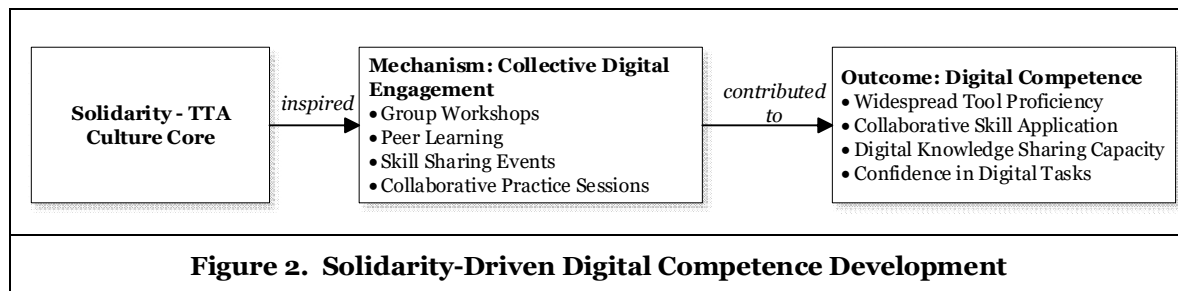 Solidarity - TTA
Culture Core
inspired
Mechanism: Collective Digital
Engagement
• Group Workshops
• Peer Learning
• Skill Sharing Events
• Collaborative Practice Sessions
contributed
to
Outcome: Digital Competence
• Widespread Tool Proficiency
• Collaborative Skill Application
• Digital Knowledge Sharing Capacity
• Confidence in Digital Tasks
Figure 2. Solidarity-Driven Digital Competence Development